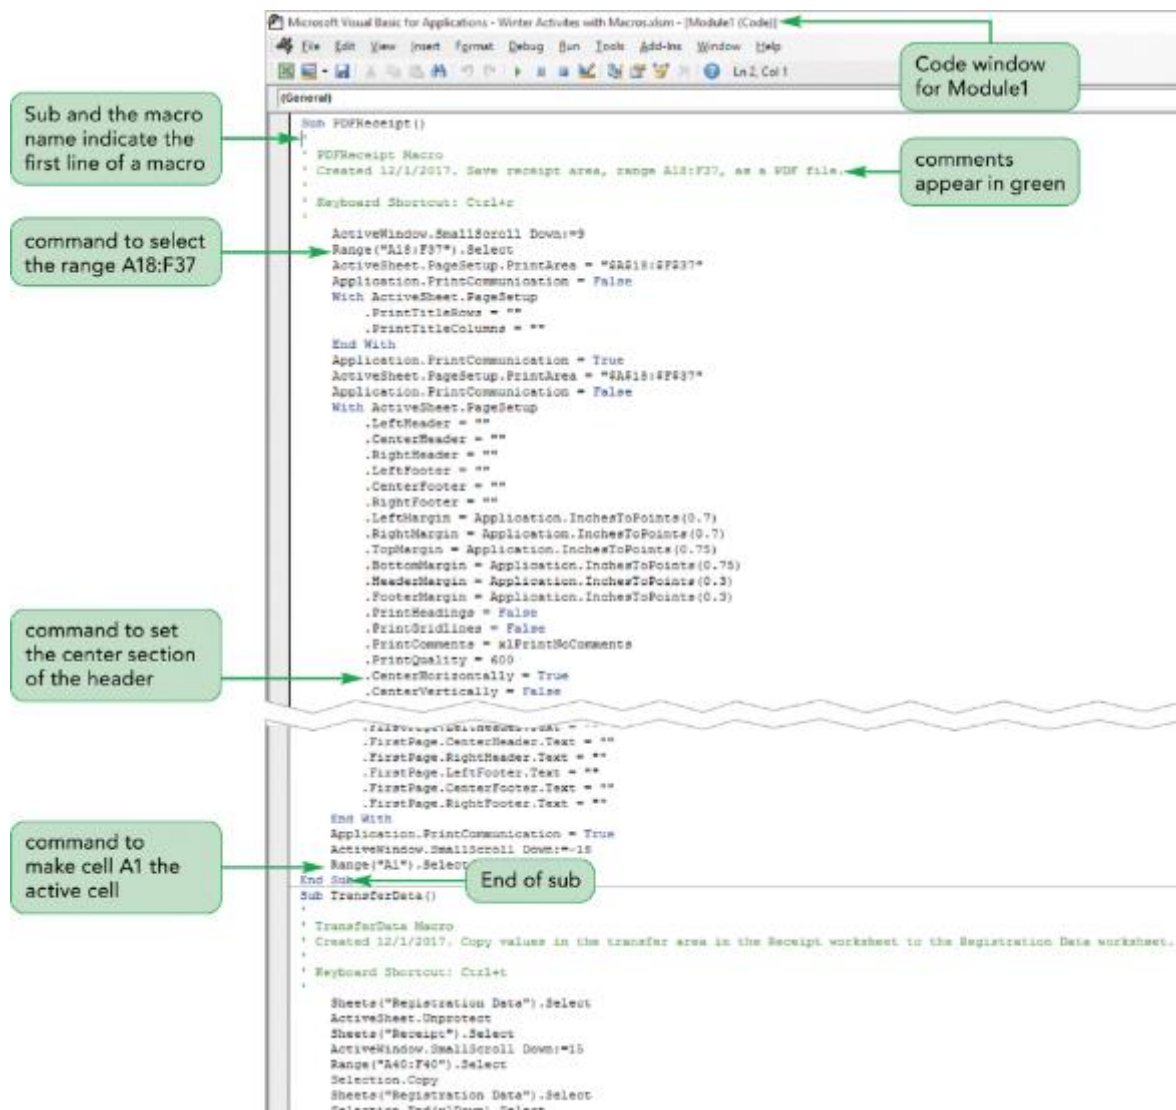 Microsoft Visual Basic for Applications - Winter Activites with Macros.xlsm - [Module1 (Code)]
File Edit View Insert Format Debug Run Tools Add-Ins Window Help
Ln 2, Col 1
Code window
for Module1
(General)
Sub and the macro
name indicate the
first line of a macro
Sub PDFReceipt()
'
' PDFReceipt Macro
' Created 12/1/2017. Save receipt area, range A18:F37, as a PDF file.
'
' Keyboard Shortcut: Ctrl+r
'
comments
appear in green
command to select
the range A18:F37
ActiveWindow.SmallScroll Down:=9
Range("A18:F37").Select
ActiveSheet.PageSetup.PrintArea = "$A$18:$F$37"
Application.PrintCommunication = False
With ActiveSheet.PageSetup
.PrintTitleRows = ""
.PrintTitleColumns = ""
End With
Application.PrintCommunication = True
ActiveSheet.PageSetup.PrintArea = "$A$18:$F$37"
Application.PrintCommunication = False
With ActiveSheet.PageSetup
.LeftHeader = ""
.CenterHeader = ""
.RightHeader = ""
.LeftFooter = ""
.CenterFooter = ""
.RightFooter = ""
.LeftMargin = Application.InchesToPoints(0.7)
.RightMargin = Application.InchesToPoints(0.7)
.TopMargin = Application.InchesToPoints(0.75)
.BottomMargin = Application.InchesToPoints(0.75)
.HeaderMargin = Application.InchesToPoints(0.3)
.FooterMargin = Application.InchesToPoints(0.3)
.PrintHeadings = False
.PrintGridlines = False
.PrintComments = xlPrintNoComments
.PrintQuality = 600
.CenterHorizontally = True
.CenterVertically = False
command to set
the center section
of the header
.FirstPage.CenterHeader.Text = ""
.FirstPage.RightHeader.Text = ""
.FirstPage.LeftFooter.Text = ""
.FirstPage.CenterFooter.Text = ""
.FirstPage.RightFooter.Text = ""
End With
Application.PrintCommunication = True
ActiveWindow.SmallScroll Down:=-18
Range("A1").Select
End Sub
command to
make cell A1 the
active cell
End of sub
Sub TransferData()
'
' TransferData Macro
' Created 12/1/2017. Copy values in the transfer area in the Receipt worksheet to the Registration Data worksheet.
'
' Keyboard Shortcut: Ctrl+t
'
Sheets("Registration Data").Select
ActiveSheet.Unprotect
Sheets("Receipt").Select
ActiveWindow.SmallScroll Down:=15
Range("A40:F40").Select
Selection.Copy
Sheets("Registration Data").Select